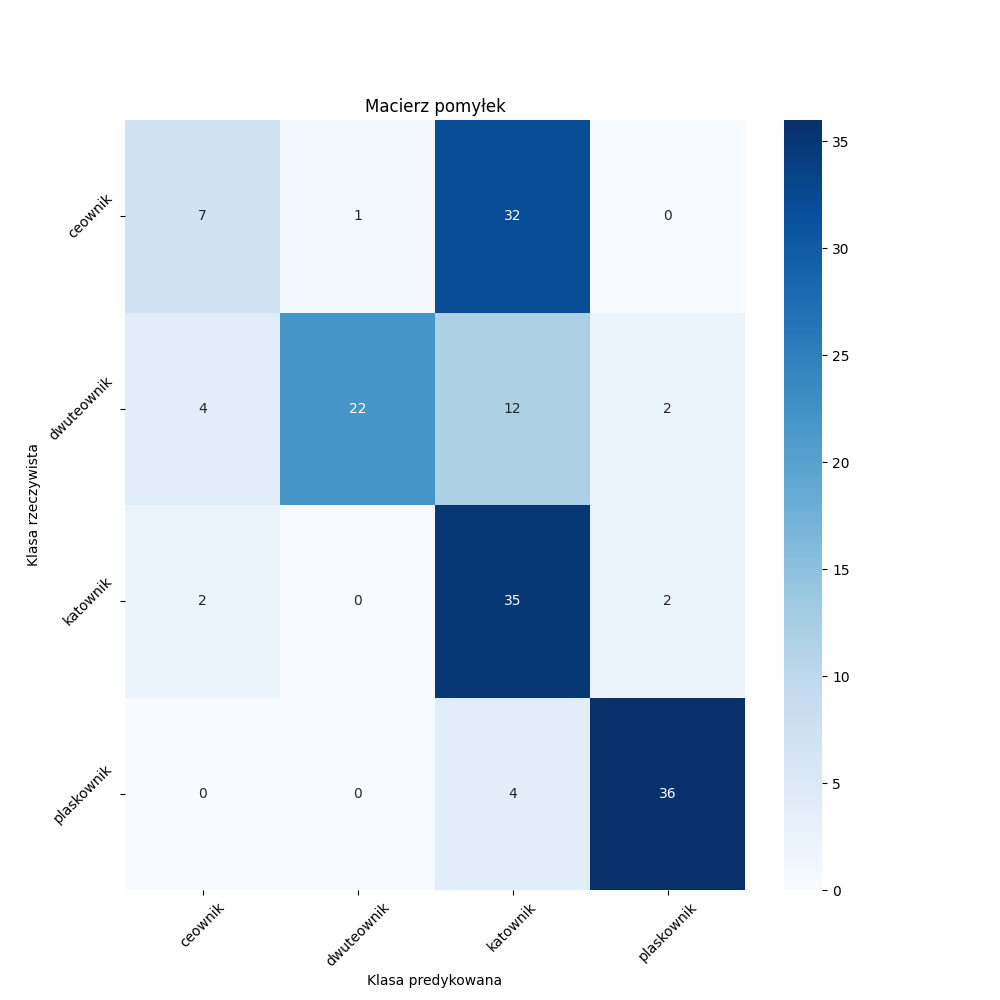 Macierz pomyłek
ceownik 7 1 32 0
dwuteownik 4 22 12 2
katownik 2 0 35 2
plaskownik 0 0 4 36
ceownik dwuteownik katownik plaskownik
Klasa predykowana
Klasa rzeczywista
35
30
25
20
15
10
5
0